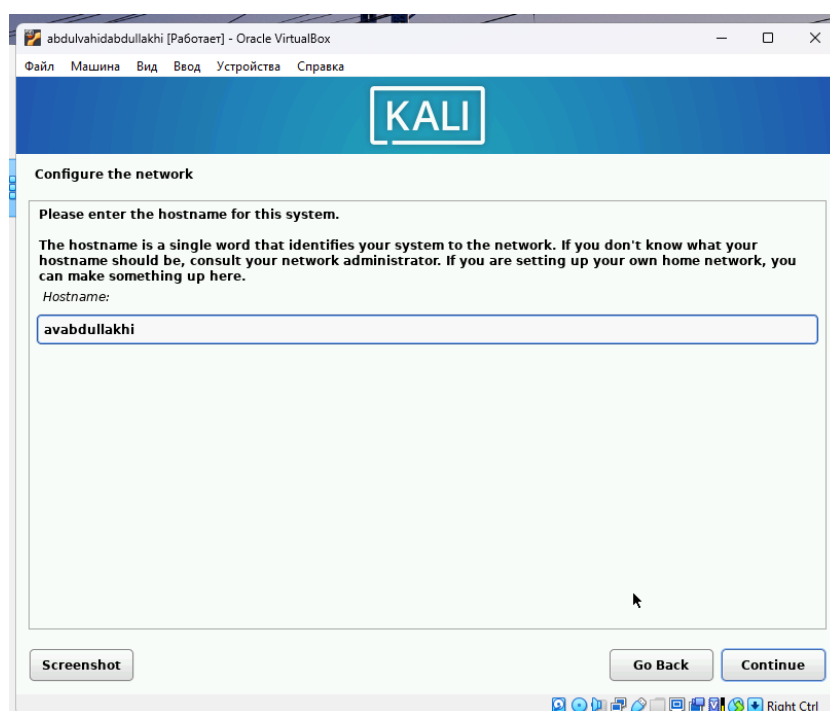 abdulvahidabdullakhi [Работает] - Oracle VirtualBox
Файл Машина Вид Ввод Устройства Справка
KALI
Configure the network
Please enter the hostname for this system.
The hostname is a single word that identifies your system to the network. If you don't know what your
hostname should be, consult your network administrator. If you are setting up your own home network, you
can make something up here.
Hostname:
avabdullakhi
Screenshot Go Back Continue
Right Ctrl